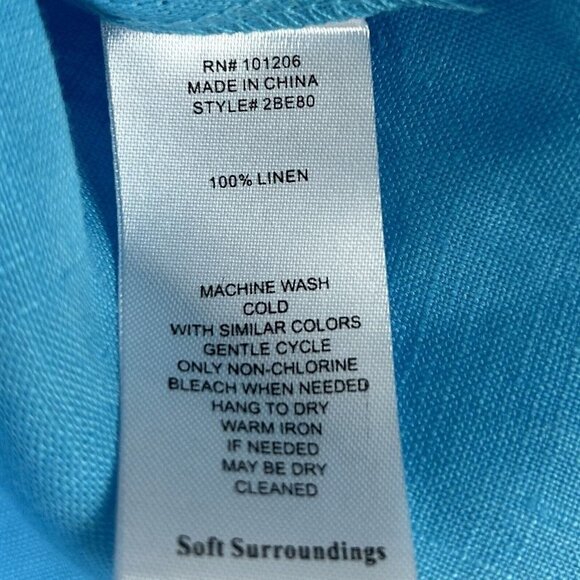 RN# 101206
MADE IN CHINA
STYLE# 2BE80
100% LINEN
MACHINE WASH
COLD
WITH SIMILAR COLORS
GENTLE CYCLE
ONLY NON-CHLORINE
BLEACH WHEN NEEDED
HANG TO DRY
WARM IRON
IF NEEDED
MAY BE DRY
CLEANED
Soft Surroundings